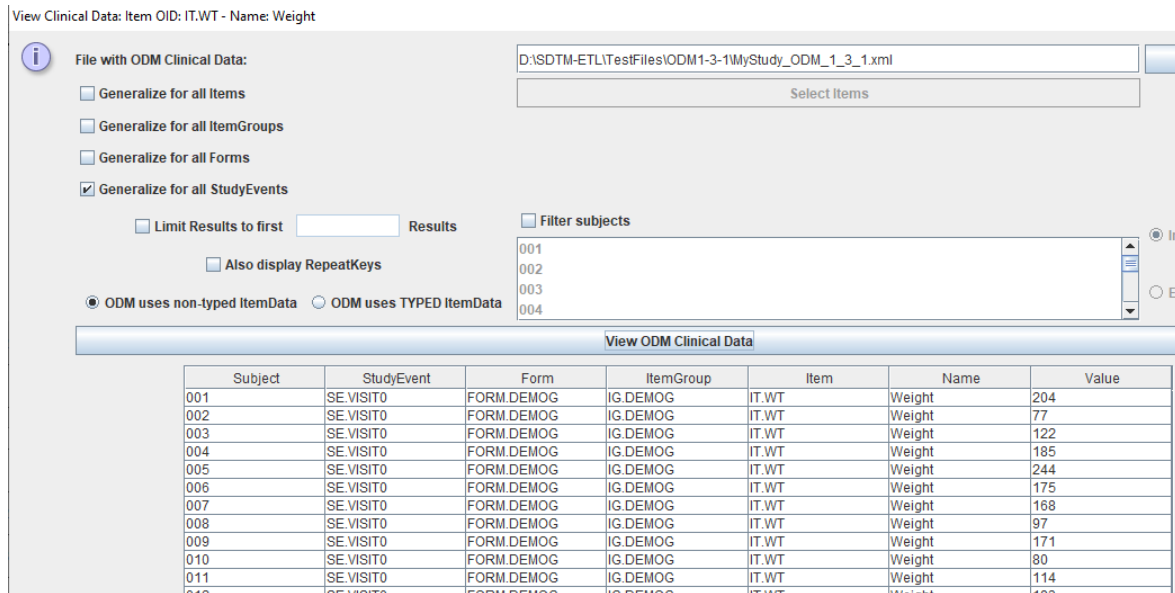 View Clinical Data: Item OID: IT.WT - Name: Weight
i
File with ODM Clinical Data: D:\SDTM-ETL\TestFiles\ODM1-3-1\MyStudy_ODM_1_3_1.xml
Generalize for all Items Select Items
Generalize for all ItemGroups
Generalize for all Forms
Generalize for all StudyEvents
Limit Results to first Results Filter subjects
001
Also display RepeatKeys 002
003
ODM uses non-typed ItemData ODM uses TYPED ItemData 004
View ODM Clinical Data
Subject StudyEvent Form ItemGroup Item Name Value
001 SE.VISIT0 FORM.DEMOG IG.DEMOG IT.WT Weight 204
002 SE.VISIT0 FORM.DEMOG IG.DEMOG IT.WT Weight 77
003 SE.VISIT0 FORM.DEMOG IG.DEMOG IT.WT Weight 122
004 SE.VISIT0 FORM.DEMOG IG.DEMOG IT.WT Weight 185
005 SE.VISIT0 FORM.DEMOG IG.DEMOG IT.WT Weight 244
006 SE.VISIT0 FORM.DEMOG IG.DEMOG IT.WT Weight 175
007 SE.VISIT0 FORM.DEMOG IG.DEMOG IT.WT Weight 168
008 SE.VISIT0 FORM.DEMOG IG.DEMOG IT.WT Weight 97
009 SE.VISIT0 FORM.DEMOG IG.DEMOG IT.WT Weight 171
010 SE.VISIT0 FORM.DEMOG IG.DEMOG IT.WT Weight 80
011 SE.VISIT0 FORM.DEMOG IG.DEMOG IT.WT Weight 114